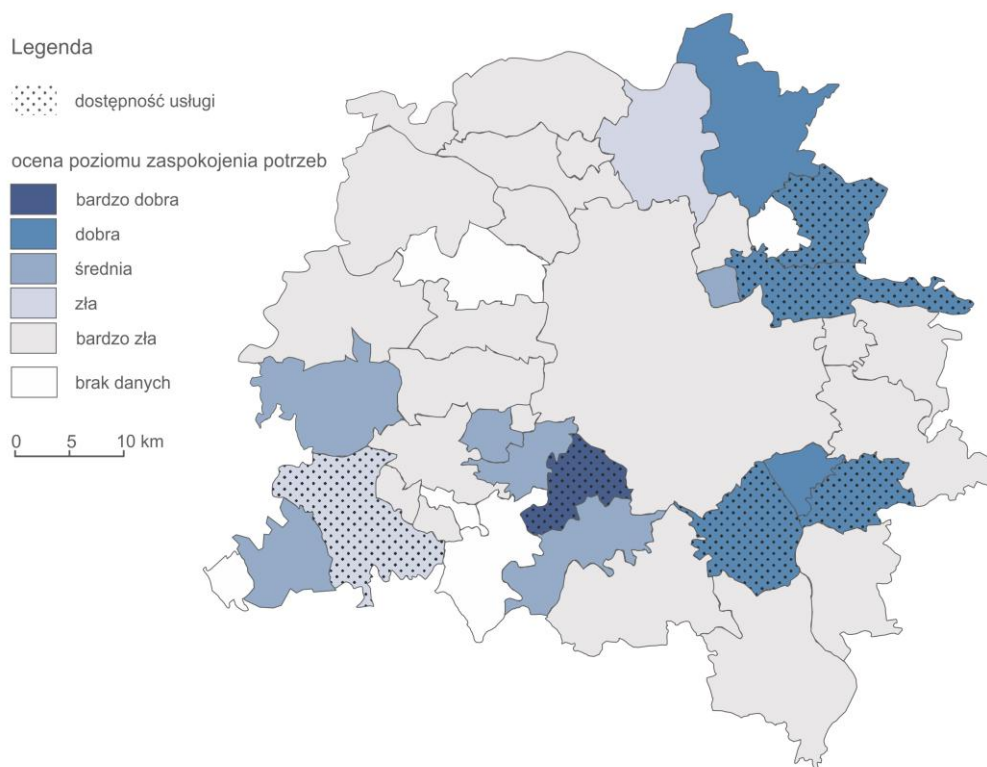 Legenda
dostępność usługi
ocena poziomu zaspokojenia potrzeb
bardzo dobra
dobra
średnia
zła
bardzo zła
brak danych
0 5 10 km